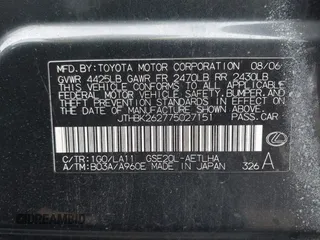 MFD.BY: TOYOTA MOTOR CORPORATION 08/06
GVWR 4425LB GAWR FR 2470LB RR 2430LB
THIS VEHICLE CONFORMS TO ALL APPLICABLE
FEDERAL MOTOR VEHICLE SAFETY, BUMPER, AND
THEFT PREVENTION STANDARDS IN EFFECT ON THE
DATE OF MANUFACTURE SHOWN ABOVE.
JTHBK262775027151 PASS.CAR
C/TR:1G0/LA11 GSE20L-AETLHA
A/TM:B03A/A960E MADE IN JAPAN 326 A
© DREAMBID